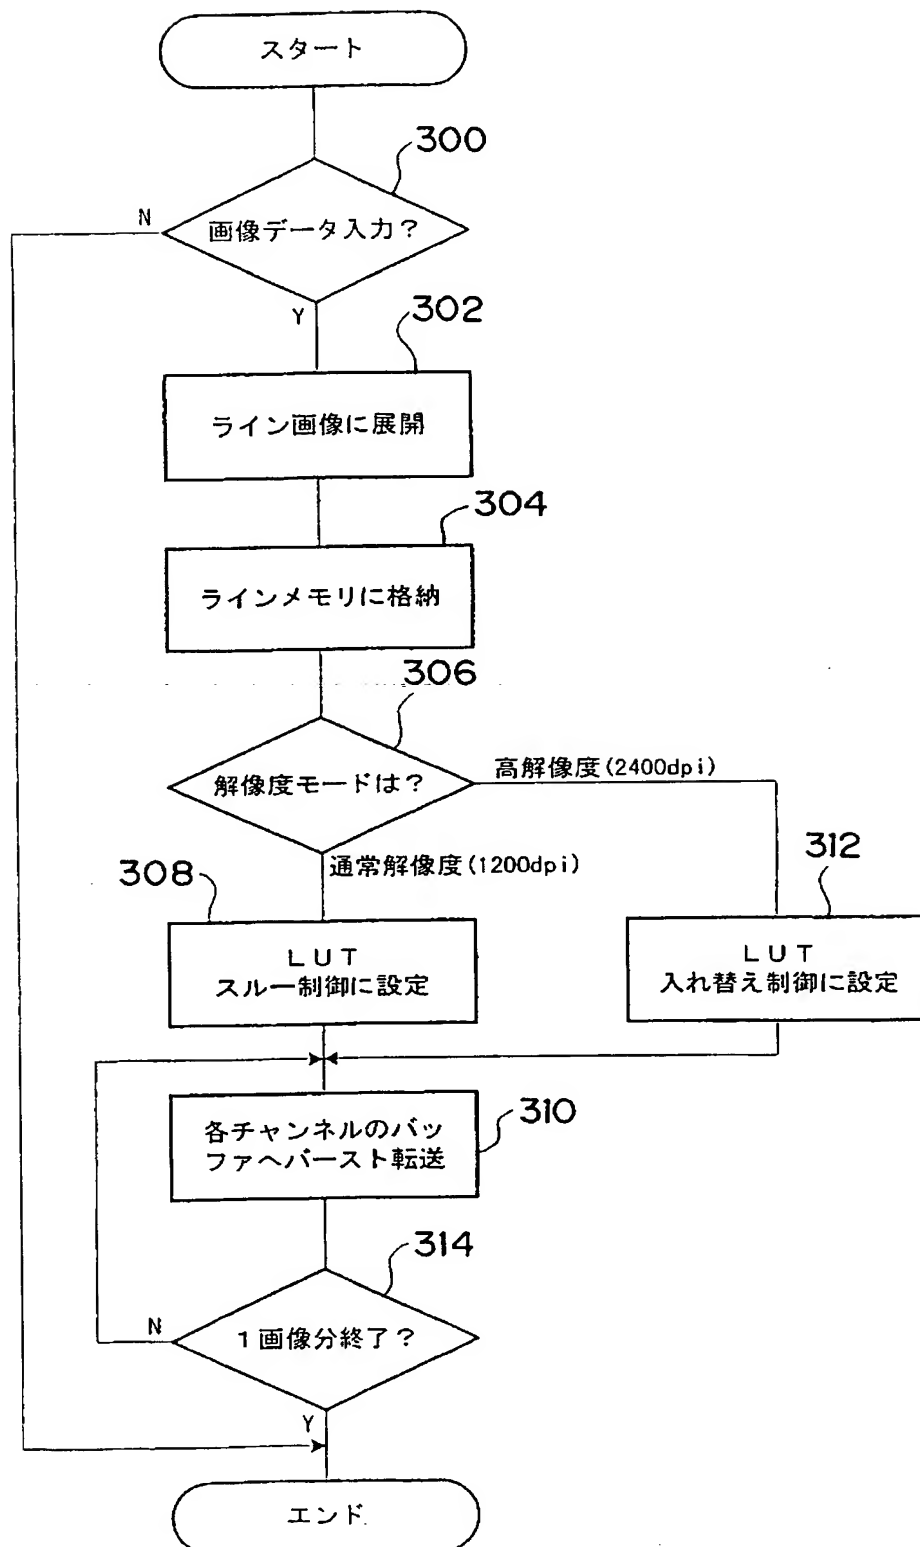 スタート
300
画像データ入力?
N
Y
302
ライン画像に展開
304
ラインメモリに格納
306
解像度モードは?
高解像度(2400dpi)
通常解像度(1200dpi)
308
LUT
スルー制御に設定
312
LUT
入れ替え制御に設定
310
各チャンネルのバッ
ファへバースト転送
314
1画像分終了?
N
Y
エンド